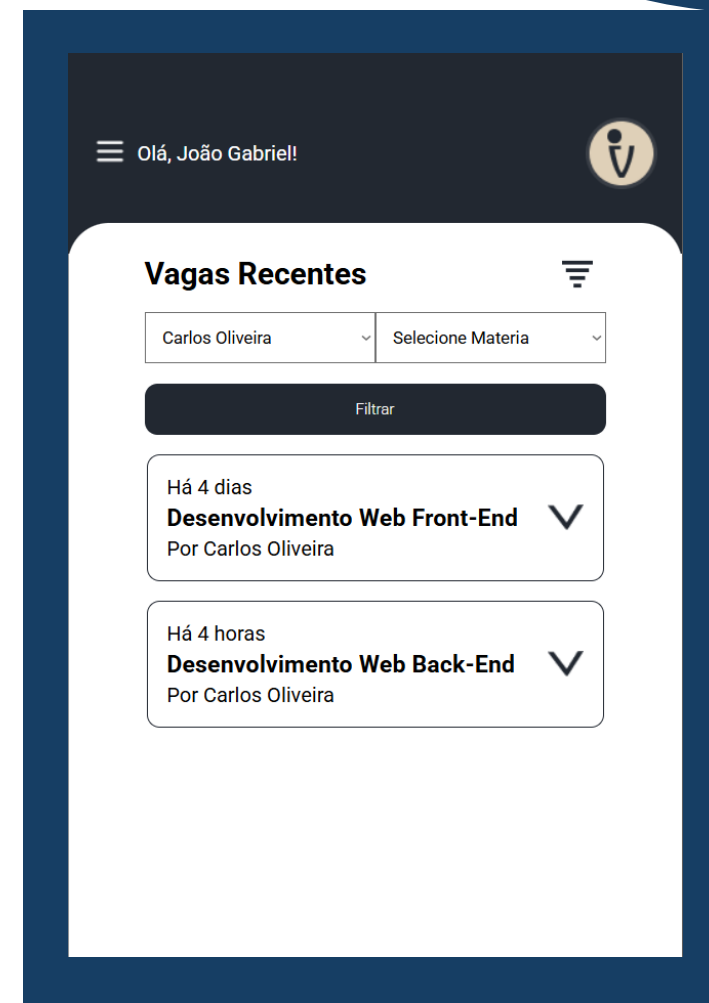 Olá, João Gabriel!
Vagas Recentes
Carlos Oliveira Selecione Materia
Filtrar
Há 4 dias
Desenvolvimento Web Front-End
Por Carlos Oliveira
Há 4 horas
Desenvolvimento Web Back-End
Por Carlos Oliveira